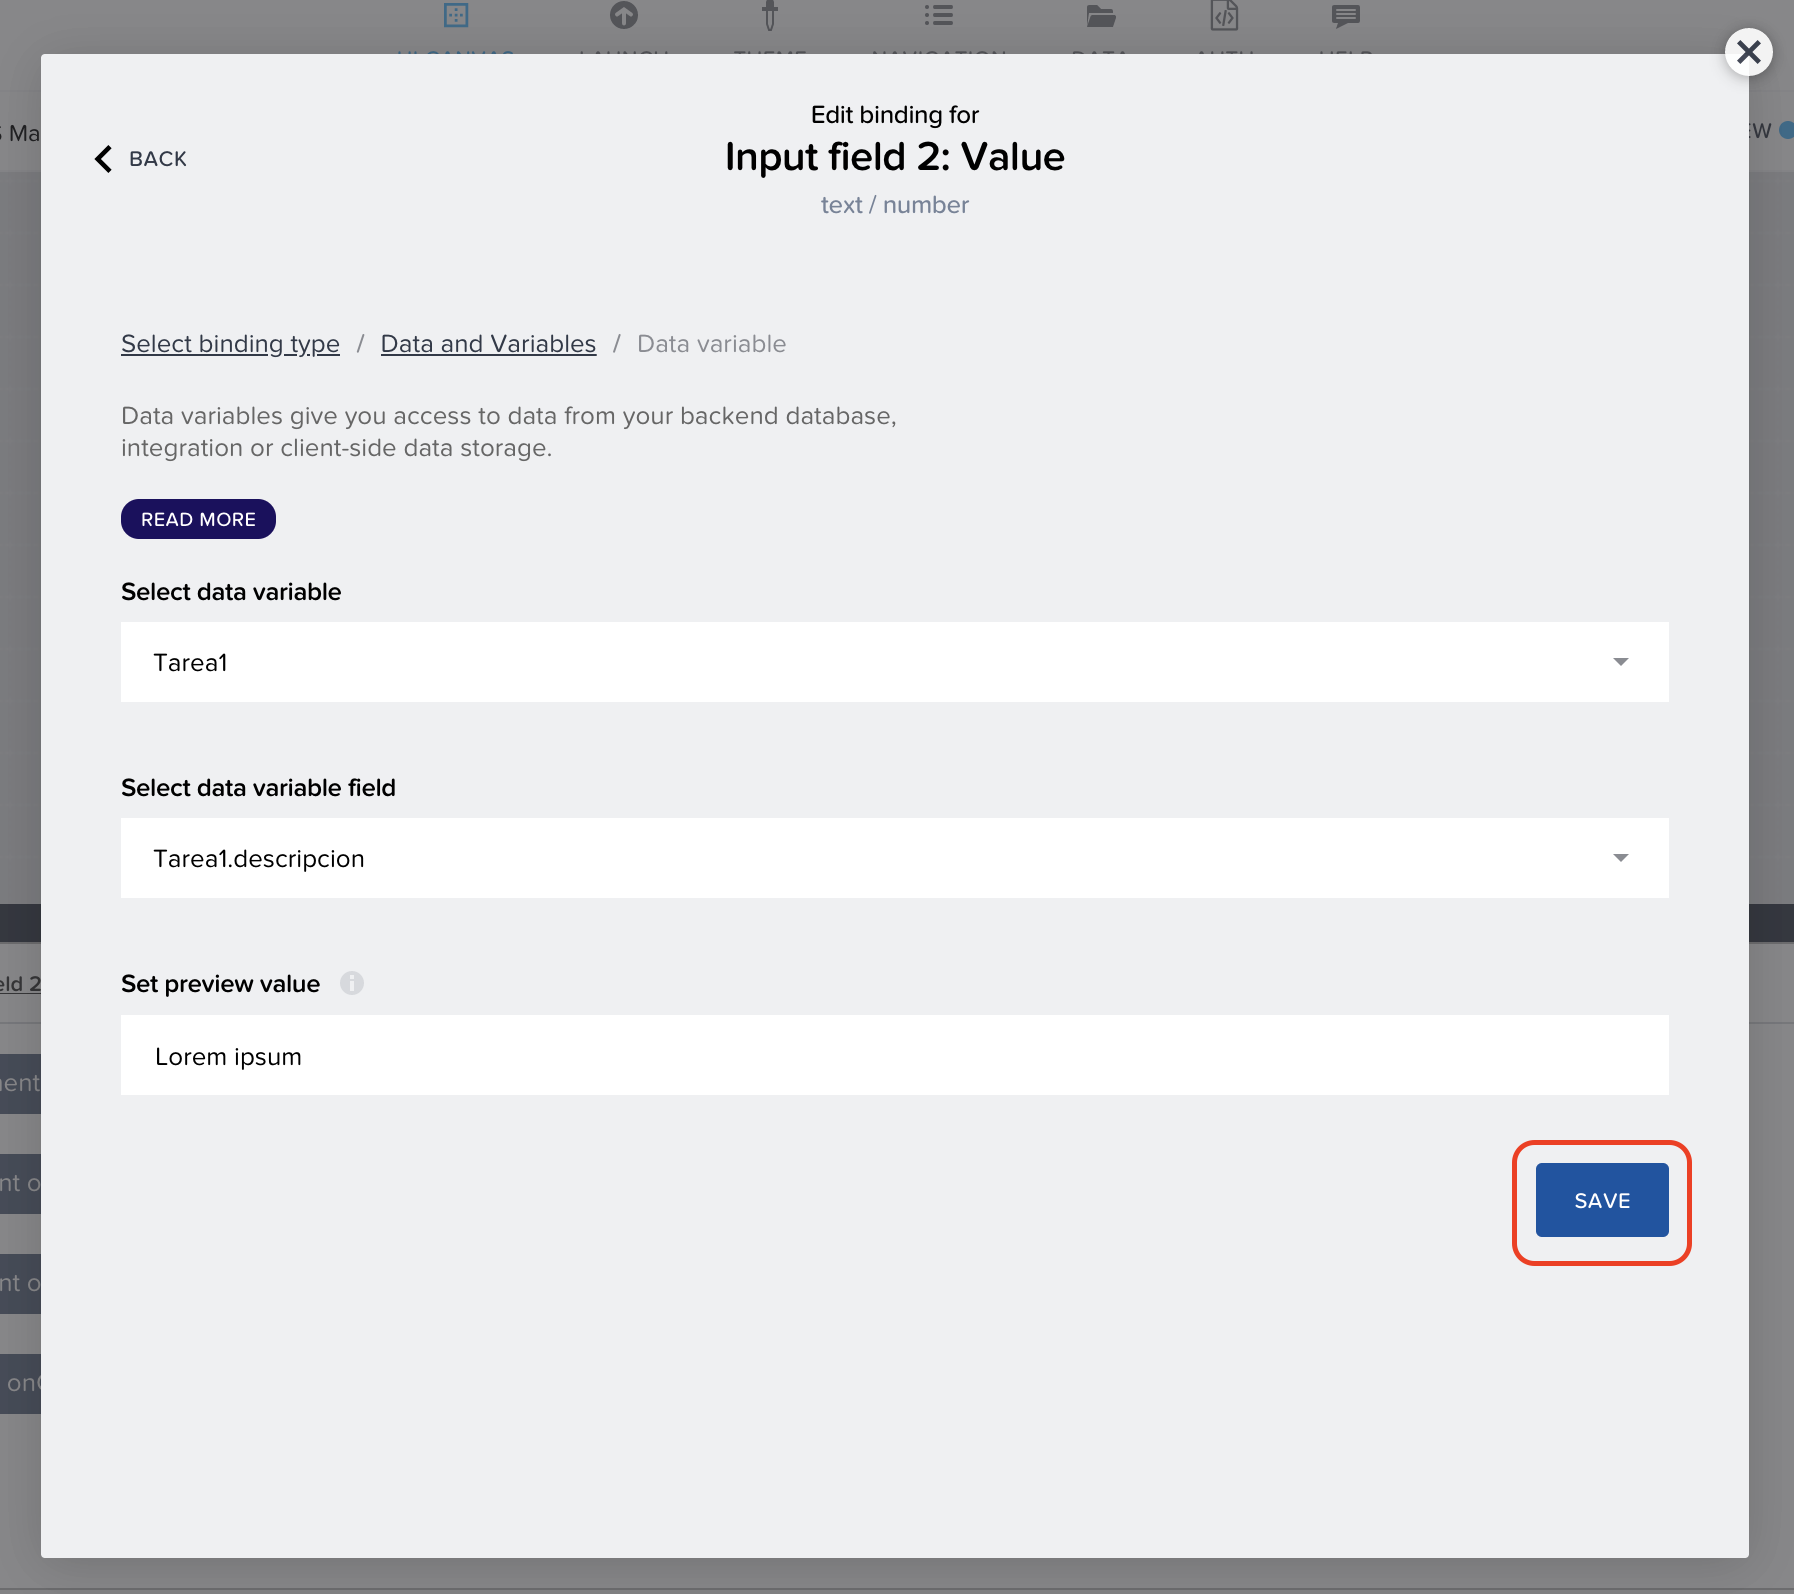 S Ma
EW
Edit binding for
BACK
Input field 2: Value
text / number
Select binding type / Data and Variables / Data variable
Data variables give you access to data from your backend database,
integration or client-side data storage.
READ MORE
Select data variable
Tarea1
Select data variable field
Tarea1.descripcion
Set preview value
eld 2
Lorem ipsum
nent
nt o
SAVE
nt o
on